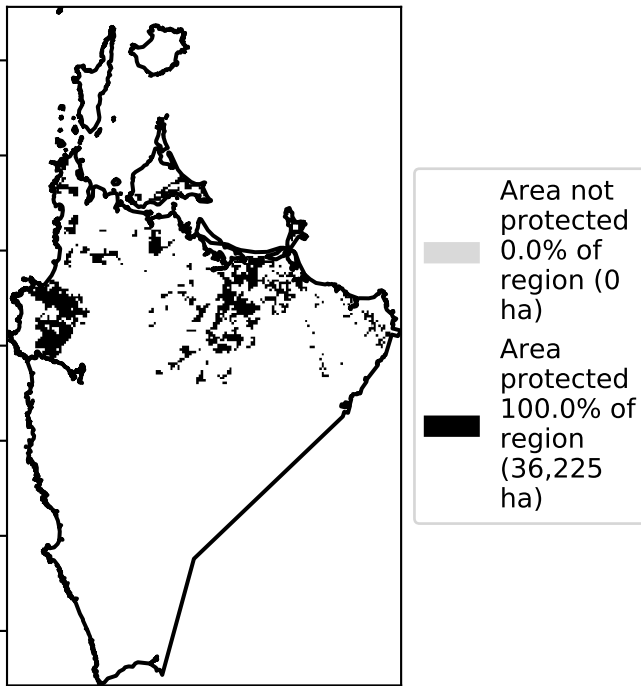 Area not
protected
0.0% of
region (0
ha)
Area
protected
100.0% of
region
(36,225
ha)